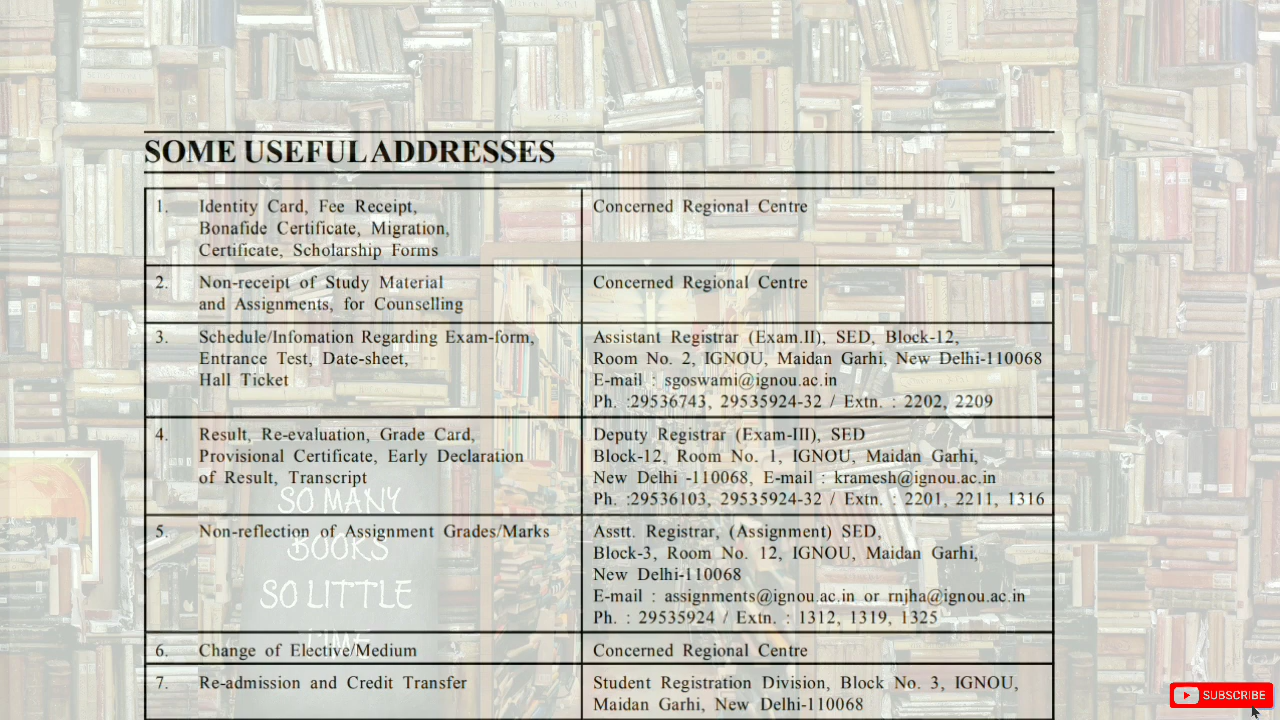 SOME USEFUL ADDRESSES
1. Identity Card, Fee Receipt,
Bonafide Certificate, Migration,
Certificate, Scholarship Forms
Concerned Regional Centre
2. Non-receipt of Study Material
and Assignments, for Counselling
Concerned Regional Centre
3. Schedule/Infomation Regarding Exam-form,
Entrance Test, Date-sheet,
Hall Ticket
Assistant Registrar (Exam.II), SED, Block-12,
Room No. 2, IGNOU, Maidan Garhi, New Delhi-110068
E-mail : sgoswami@ignou.ac.in
Ph. :29536743, 29535924-32 / Extn. : 2202, 2209
4. Result, Re-evaluation, Grade Card,
Provisional Certificate, Early Declaration
of Result, Transcript
Deputy Registrar (Exam-III), SED
Block-12, Room No. 1, IGNOU, Maidan Garhi,
New Delhi -110068, E-mail : kramesh@ignou.ac.in
Ph. :29536103, 29535924-32 / Extn. : 2201, 2211, 1316
5. Non-reflection of Assignment Grades/Marks
Asstt. Registrar, (Assignment) SED,
Block-3, Room No. 12, IGNOU, Maidan Garhi,
New Delhi-110068
E-mail : assignments@ignou.ac.in or rnjha@ignou.ac.in
Ph. : 29535924 / Extn. : 1312, 1319, 1325
6. Change of Elective/Medium
Concerned Regional Centre
7. Re-admission and Credit Transfer
Student Registration Division, Block No. 3, IGNOU,
Maidan Garhi, New Delhi-110068
SO MANY
BOOKS
SO LITTLE
TIME
SUBSCRIBE